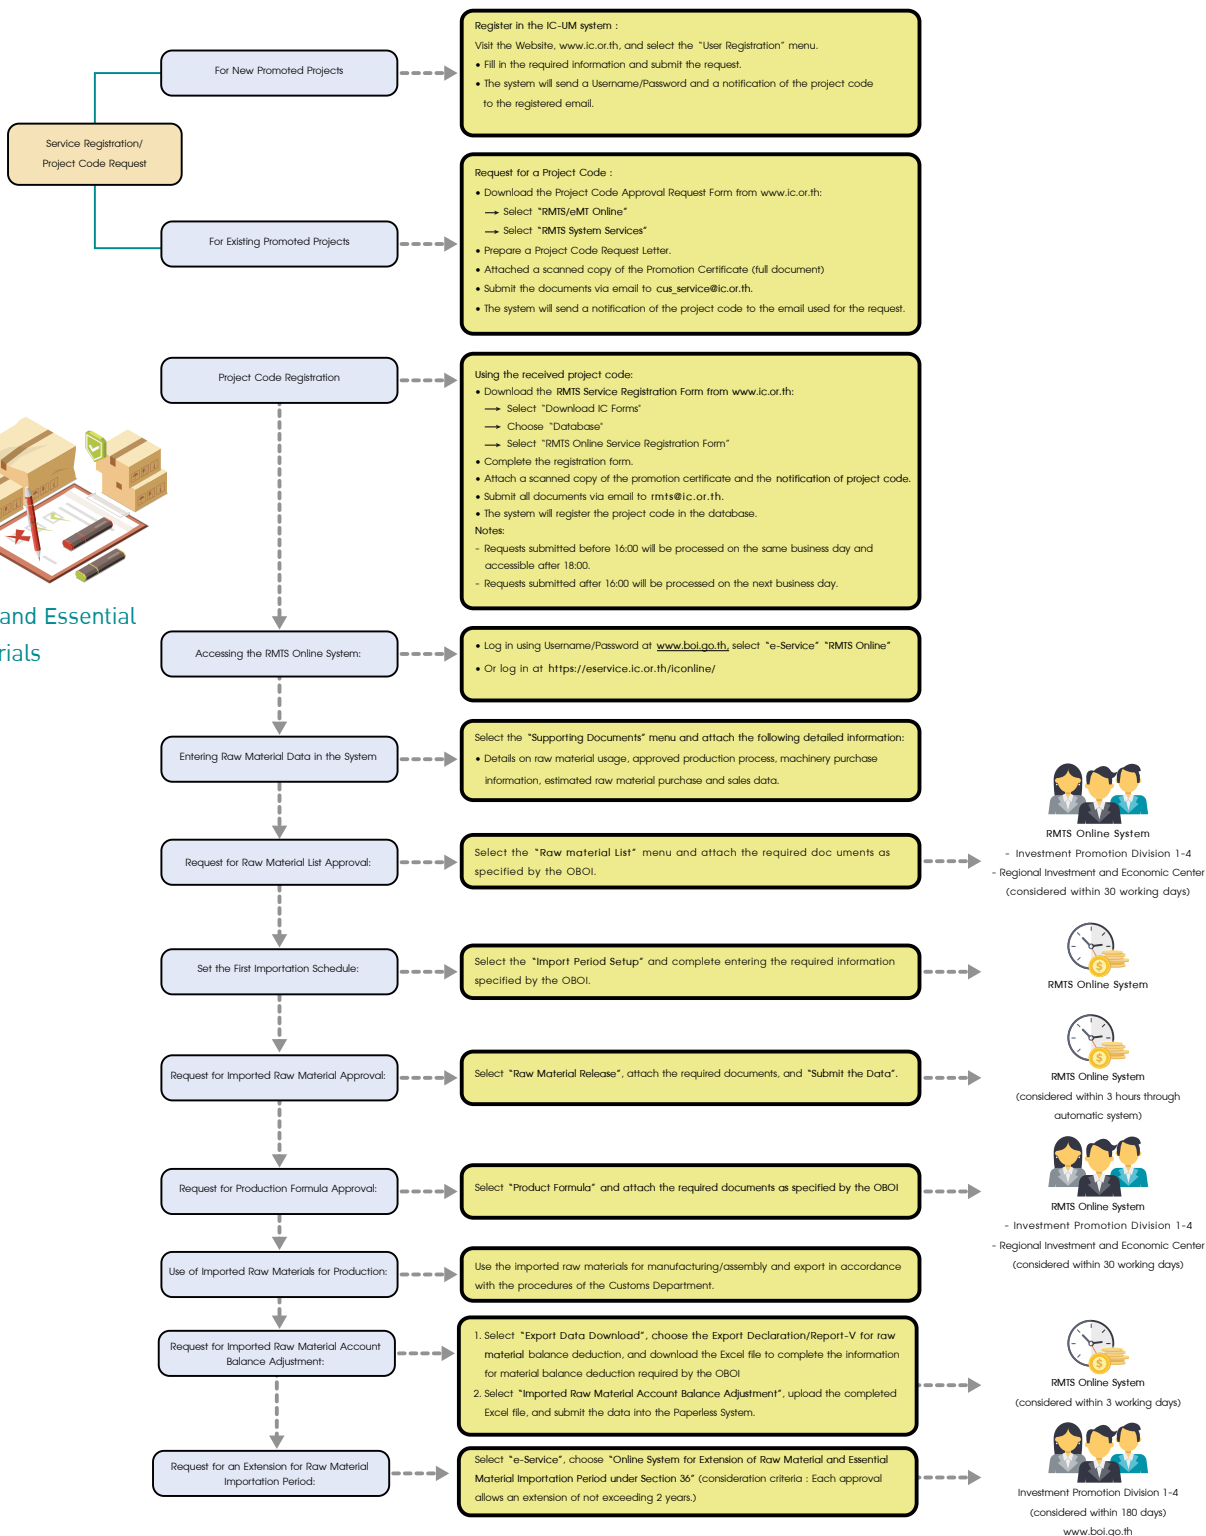 Service Registration/
Project Code Request
For New Promoted Projects
Register in the IC-UM system :
Visit the Website, www.ic.or.th, and select the "User Registration" menu.
• Fill in the required information and submit the request.
• The system will send a Username/Password and a notification of the project code
to the registered email.
For Existing Promoted Projects
Request for a Project Code :
• Download the Project Code Approval Request Form from www.ic.or.th:
→ Select "RMTS/eMT Online"
→ Select "RMTS System Services"
• Prepare a Project Code Request Letter.
• Attached a scanned copy of the Promotion Certificate (full document)
• Submit the documents via email to cus_service@ic.or.th.
• The system will send a notification of the project code to the email used for the request.
and Essential
rials
Project Code Registration
Using the received project code:
• Download the RMTS Service Registration Form from www.ic.or.th:
→ Select "Download IC Forms"
→ Choose "Database"
→ Select "RMTS Online Service Registration Form"
• Complete the registration form.
• Attach a scanned copy of the promotion certificate and the notification of project code.
• Submit all documents via email to rmts@ic.or.th.
• The system will register the project code in the database.
Notes:
- Requests submitted before 16:00 will be processed on the same business day and
accessible after 18:00.
- Requests submitted after 16:00 will be processed on the next business day.
Accessing the RMTS Online System:
• Log in using Username/Password at www.boi.go.th, select "e-Service" "RMTS Online"
• Or log in at https://eservice.ic.or.th/iconline/
Entering Raw Material Data in the System
Select the "Supporting Documents" menu and attach the following detailed information:
• Details on raw material usage, approved production process, machinery purchase
information, estimated raw material purchase and sales data.
Request for Raw Material List Approval:
Select the "Raw material List" menu and attach the required doc uments as
specified by the OBOI.
RMTS Online System
- Investment Promotion Division 1-4
- Regional Investment and Economic Center
(considered within 30 working days)
Set the First Importation Schedule:
Select the "Import Period Setup" and complete entering the required information
specified by the OBOI.
RMTS Online System
Request for Imported Raw Material Approval:
Select "Raw Material Release", attach the required documents, and "Submit the Data".
RMTS Online System
(considered within 3 hours through
automatic system)
Request for Production Formula Approval:
Select "Product Formula" and attach the required documents as specified by the OBOI
RMTS Online System
- Investment Promotion Division 1-4
- Regional Investment and Economic Center
(considered within 30 working days)
Use of Imported Raw Materials for Production:
Use the imported raw materials for manufacturing/assembly and export in accordance
with the procedures of the Customs Department.
Request for Imported Raw Material Account
Balance Adjustment:
1. Select "Export Data Download", choose the Export Declaration/Report-V for raw
material balance deduction, and download the Excel file to complete the information
for material balance deduction required by the OBOI
2. Select "Imported Raw Material Account Balance Adjustment", upload the completed
Excel file, and submit the data into the Paperless System.
RMTS Online System
(considered within 3 working days)
Request for an Extension for Raw Material
Importation Period:
Select "e-Service", choose "Online System for Extension of Raw Material and Essential
Material Importation Period under Section 36" (consideration criteria : Each approval
allows an extension of not exceeding 2 years.)
Investment Promotion Division 1-4
(considered within 180 days)
www.boi.go.th